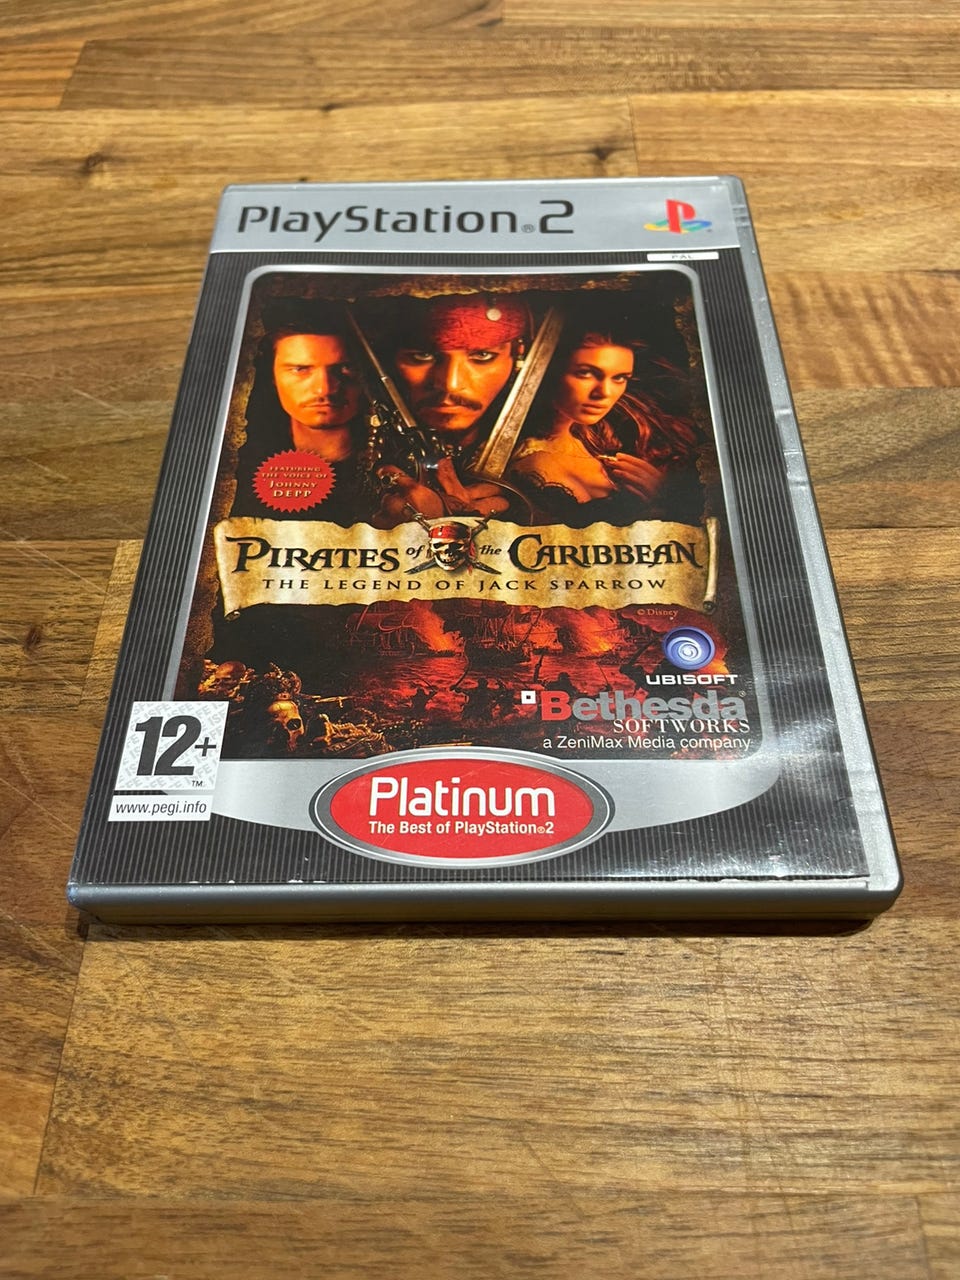 PlayStation®2
PAL
FEATURING
THE VOICE OF
JOHNNY
DEPP
PIRATES of the CARIBBEAN
THE LEGEND OF JACK SPARROW
© Disney
UBISOFT
Bethesda®
SOFTWORKS
a ZeniMax Media company
12+
TM
www.pegi.info
Platinum
The Best of PlayStation®2